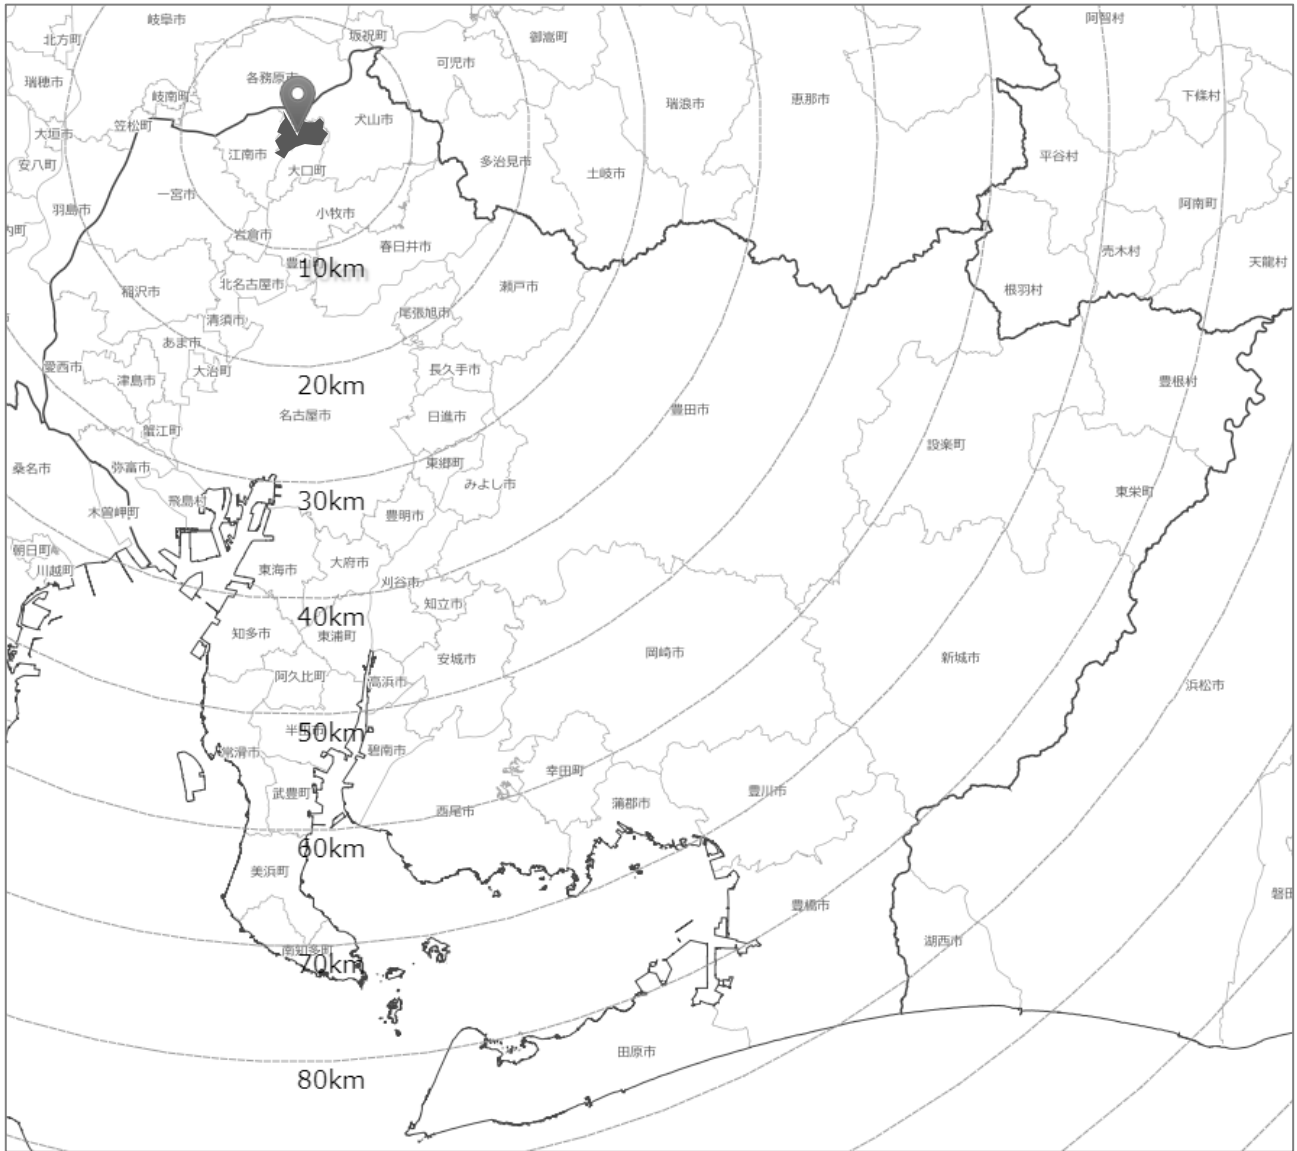 岐阜市
阿智村
北方町
坂祝町
御嵩町
可児市
各務原市
瑞穂市
岐南町
瑞浪市
恵那市
下條村
笠松町
大垣市
犬山市
江南市
平谷村
安八町
大口町
多治見市
土岐市
一宮市
阿南町
羽島市
小牧市
岩倉市
春日井市
売木村
天龍村
10km
北名古屋市
稲沢市
瀬戸市
根羽村
清須市
尾張旭市
あま市
愛西市
大治町
長久手市
津島市
20km
豊根村
名古屋市
日進市
豊田市
蟹江町
設楽町
桑名市
弥富市
東郷町
みよし市
東栄町
飛島村
30km
木曽岬町
豊明市
朝日町
川越町
東海市
大府市
刈谷市
知立市
40km
知多市
東浦町
安城市
岡崎市
新城市
阿久比町
高浜市
浜松市
50km
常滑市
碧南市
幸田町
武豊町
西尾市
蒲郡市
豊川市
60km
美浜町
豊橋市
湖西市
南知多町
70km
田原市
80km